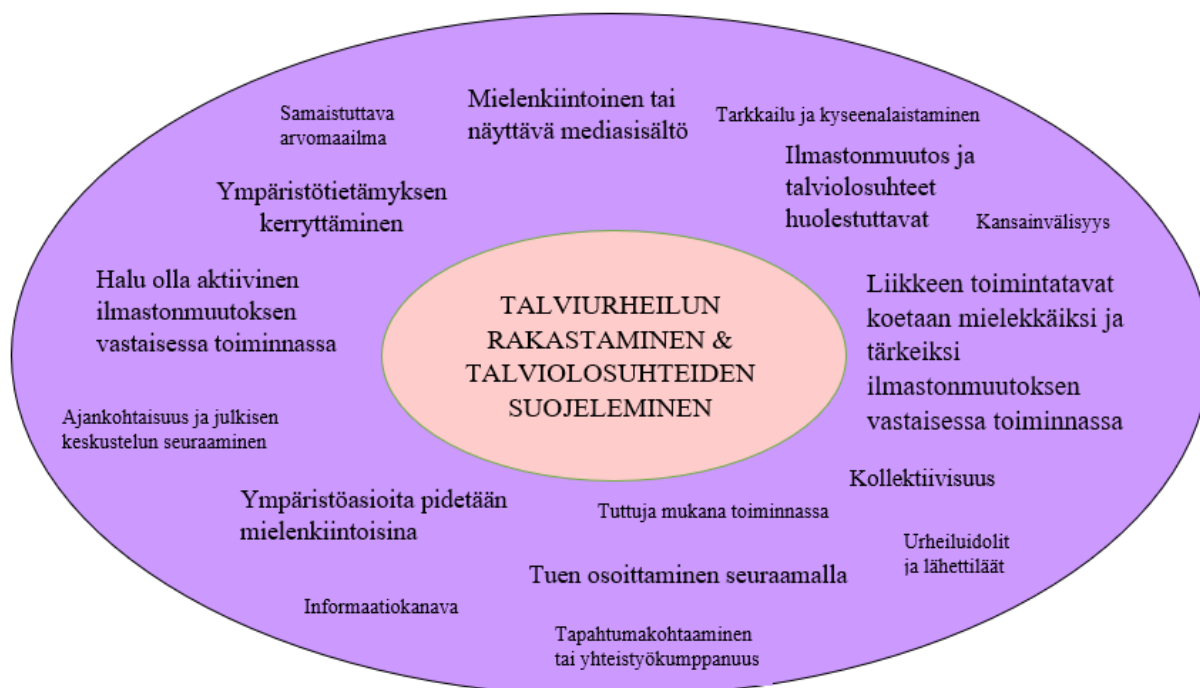 Samaistuttava
arvomaailma
Mielenkiintoinen tai
näyttävä mediasisältö
Tarkkailu ja kyseenalaistaminen
Ympäristötietämyksen
kerryttäminen
Ilmastonmuutos ja
talviolosuhteet
huolestuttavat
Kansainvälisyys
Halu olla aktiivinen
ilmastonmuutoksen
vastaisessa toiminnassa
TALVIURHEILUN
RAKASTAMINEN &
TALVIOLOSUHTEIDEN
SUOJELEMINEN
Liikkeen toimintatavat
koetaan mielekkäiksi ja
tärkeiksi
ilmastonmuutoksen
vastaisessa toiminnassa
Ajankohtaisuus ja julkisen
keskustelun seuraaminen
Ympäristöasioita pidetään
mielenkiintoisina
Tuttuja mukana toiminnassa
Kollektiivisuus
Urheiluidolit
ja lähettiläät
Tuen osoittaminen seuraamalla
Informaatiokanava
Tapahtumakohtaaminen
tai yhteistyökumppanuus